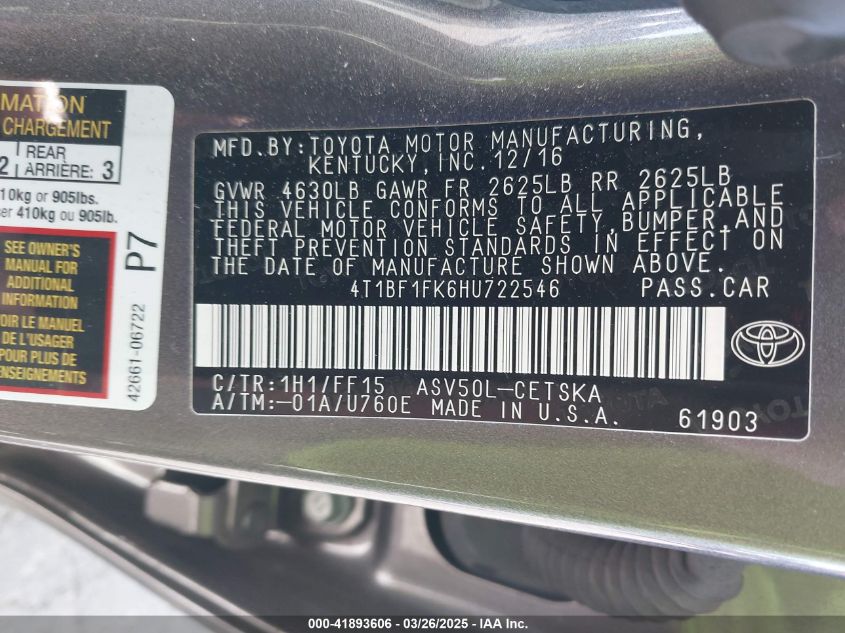 MATION
CHARGEMENT
2 REAR
ARRIÈRE: 3
10kg or 905lbs.
ser 410kg ou 905lb.
SEE OWNER'S
MANUAL FOR
ADDITIONAL
INFORMATION
OIR LE MANUEL
DE L'USAGER
POUR PLUS DE
ENSEIGNEMENTS
P7
42661-06722
MFD.BY:TOYOTA MOTOR MANUFACTURING,
KENTUCKY,INC.12/16
GVWR 4630LB GAWR FR 2625LB RR 2625LB
THIS VEHICLE CONFORMS TO ALL APPLICABLE
FEDERAL MOTOR VEHICLE SAFETY,BUMPER,AND
THEFT PREVENTION STANDARDS IN EFFECT ON
THE DATE OF MANUFACTURE SHOWN ABOVE.
4T1BF1FK6HU722546 PASS.CAR
C/TR:1H1/FF15 ASV50L-CETSKA
A/TM:-01A/U760E MADE IN U.S.A. 61903
000-41893606 / 03/26/2025 / IAA Inc.